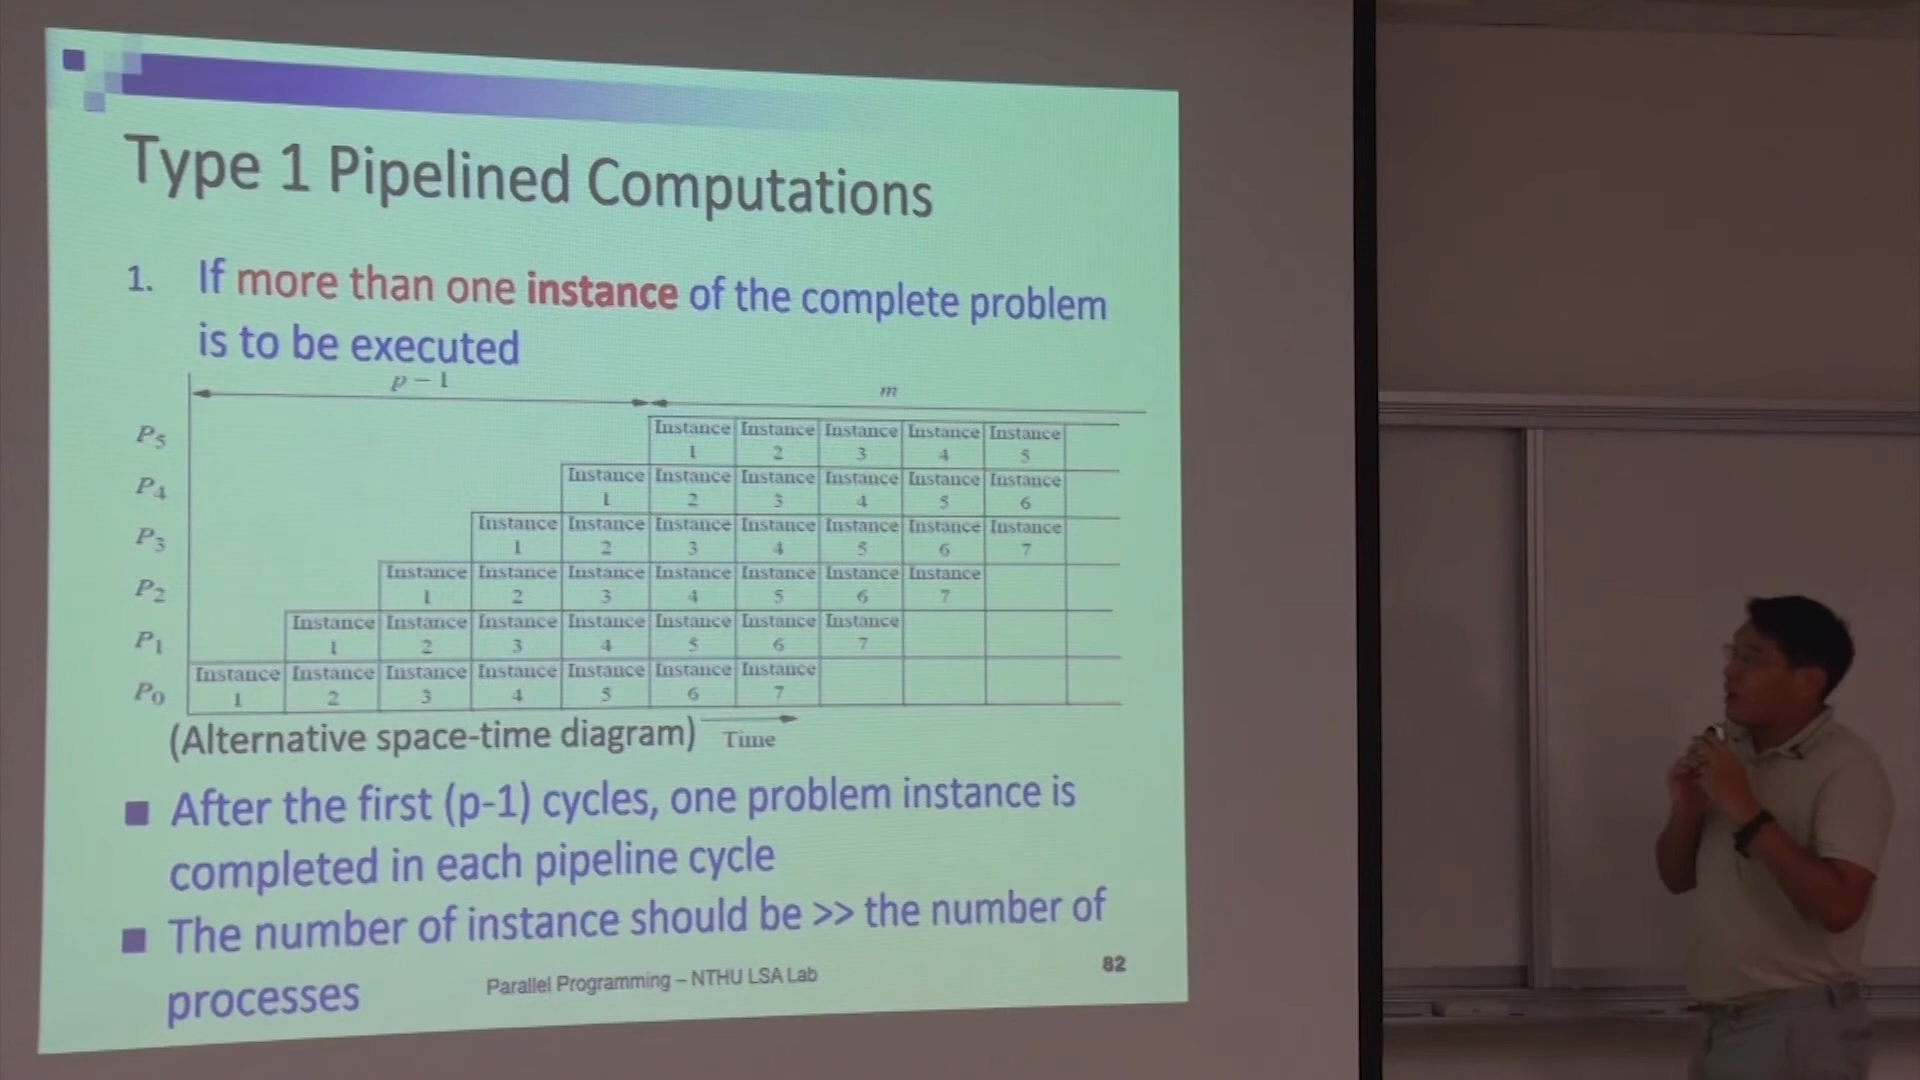 Type 1 Pipelined Computations
1. If more than one instance of the complete problem
is to be executed
p – 1 m
P5 Instance 1 Instance 2 Instance 3 Instance 4 Instance 5
P4 Instance 1 Instance 2 Instance 3 Instance 4 Instance 5 Instance 6
P3 Instance 1 Instance 2 Instance 3 Instance 4 Instance 5 Instance 6 Instance 7
P2 Instance 1 Instance 2 Instance 3 Instance 4 Instance 5 Instance 6 Instance 7
P1 Instance 1 Instance 2 Instance 3 Instance 4 Instance 5 Instance 6 Instance 7
P0 Instance 1 Instance 2 Instance 3 Instance 4 Instance 5 Instance 6 Instance 7
(Alternative space-time diagram) Time
■ After the first (p-1) cycles, one problem instance is
completed in each pipeline cycle
■ The number of instance should be >> the number of
processes
Parallel Programming – NTHU LSA Lab
82